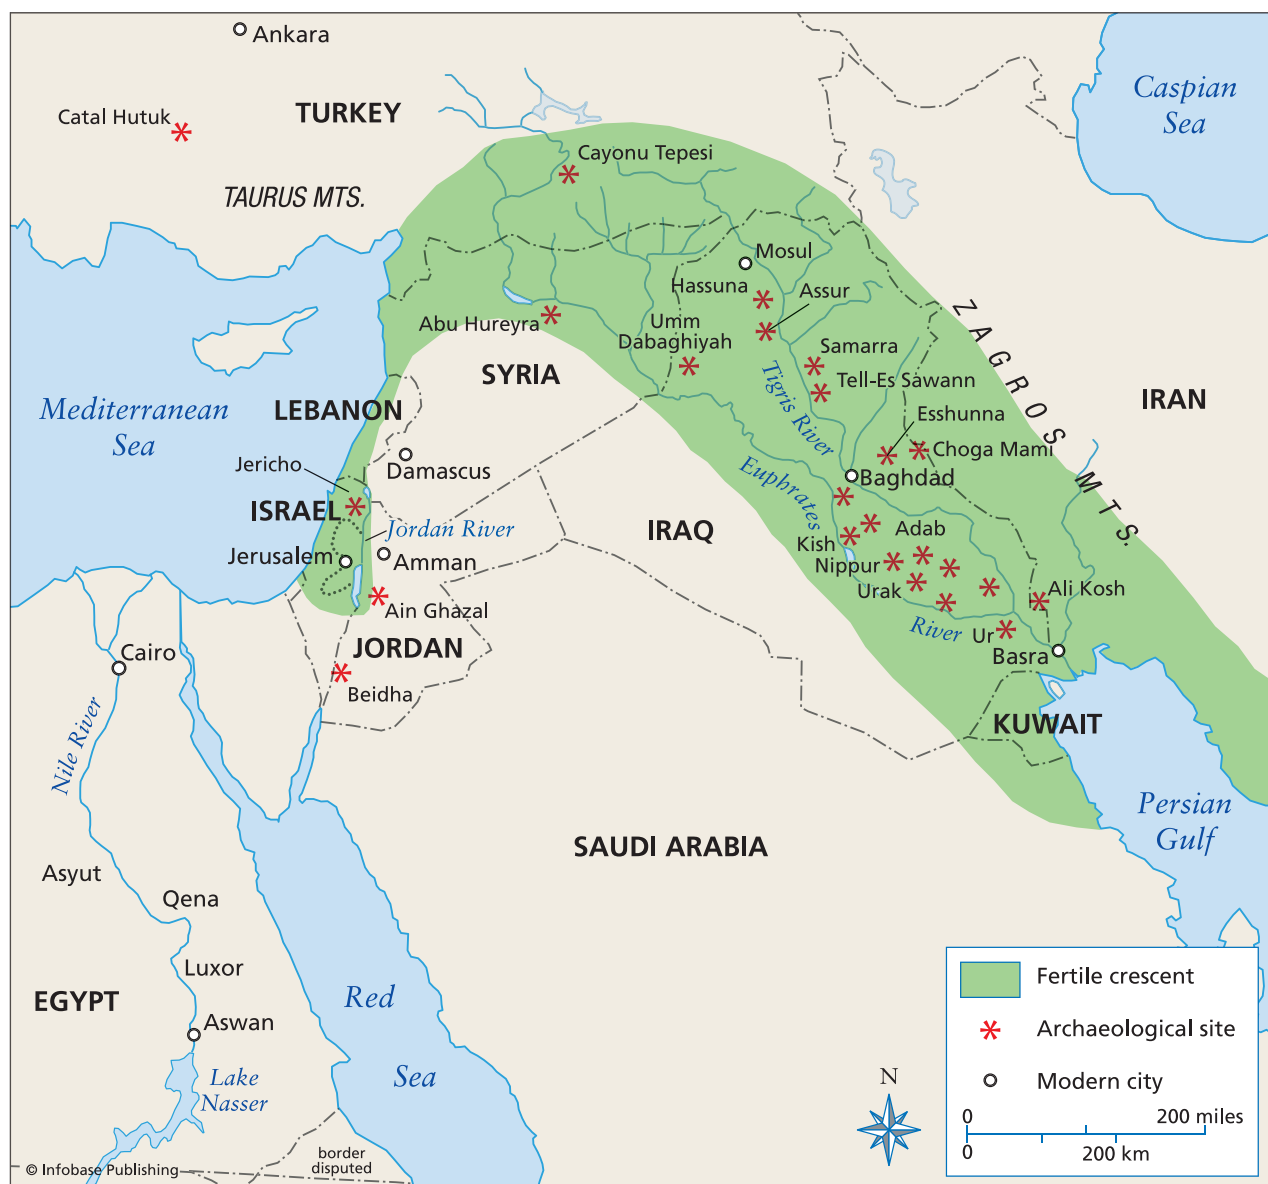 Ankara
Catal Hutuk
TURKEY
Caspian
Sea
Cayonu Tepesi
TAURUS MTS.
Mosul
Hassuna
Assur
Abu Hureyra
Umm
Dabaghiyah
Samarra
ZAGROS MTS.
SYRIA
Tell-Es Sawann
Tigris River
IRAN
Mediterranean
Sea
LEBANON
Esshunna
Choga Mami
Jericho
Damascus
Baghdad
Euphrates
ISRAEL
Jordan River
IRAQ
Adab
Kish
Jerusalem
Amman
Nippur
Urak
Ali Kosh
Ain Ghazal
River
Ur
JORDAN
Basra
Cairo
Beidha
KUWAIT
Nile River
Persian
Gulf
SAUDI ARABIA
Asyut
Qena
Luxor
EGYPT
Red
Sea
Aswan
Lake
Nasser
Fertile crescent
Archaeological site
Modern city
N
0 200 miles
0 200 km
border
disputed
© Infobase Publishing